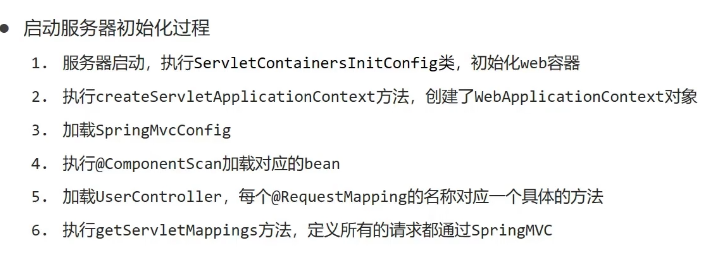 ● 启动服务器初始化过程
1. 服务器启动，执行ServletContainersInitConfig类，初始化web容器
2. 执行createServletApplicationContext方法，创建了WebApplicationContext对象
3. 加载SpringMvcConfig
4. 执行@ComponentScan加载对应的bean
5. 加载UserController，每个@RequestMapping的名称对应一个具体的方法
6. 执行getServletMappings方法，定义所有的请求都通过SpringMVC